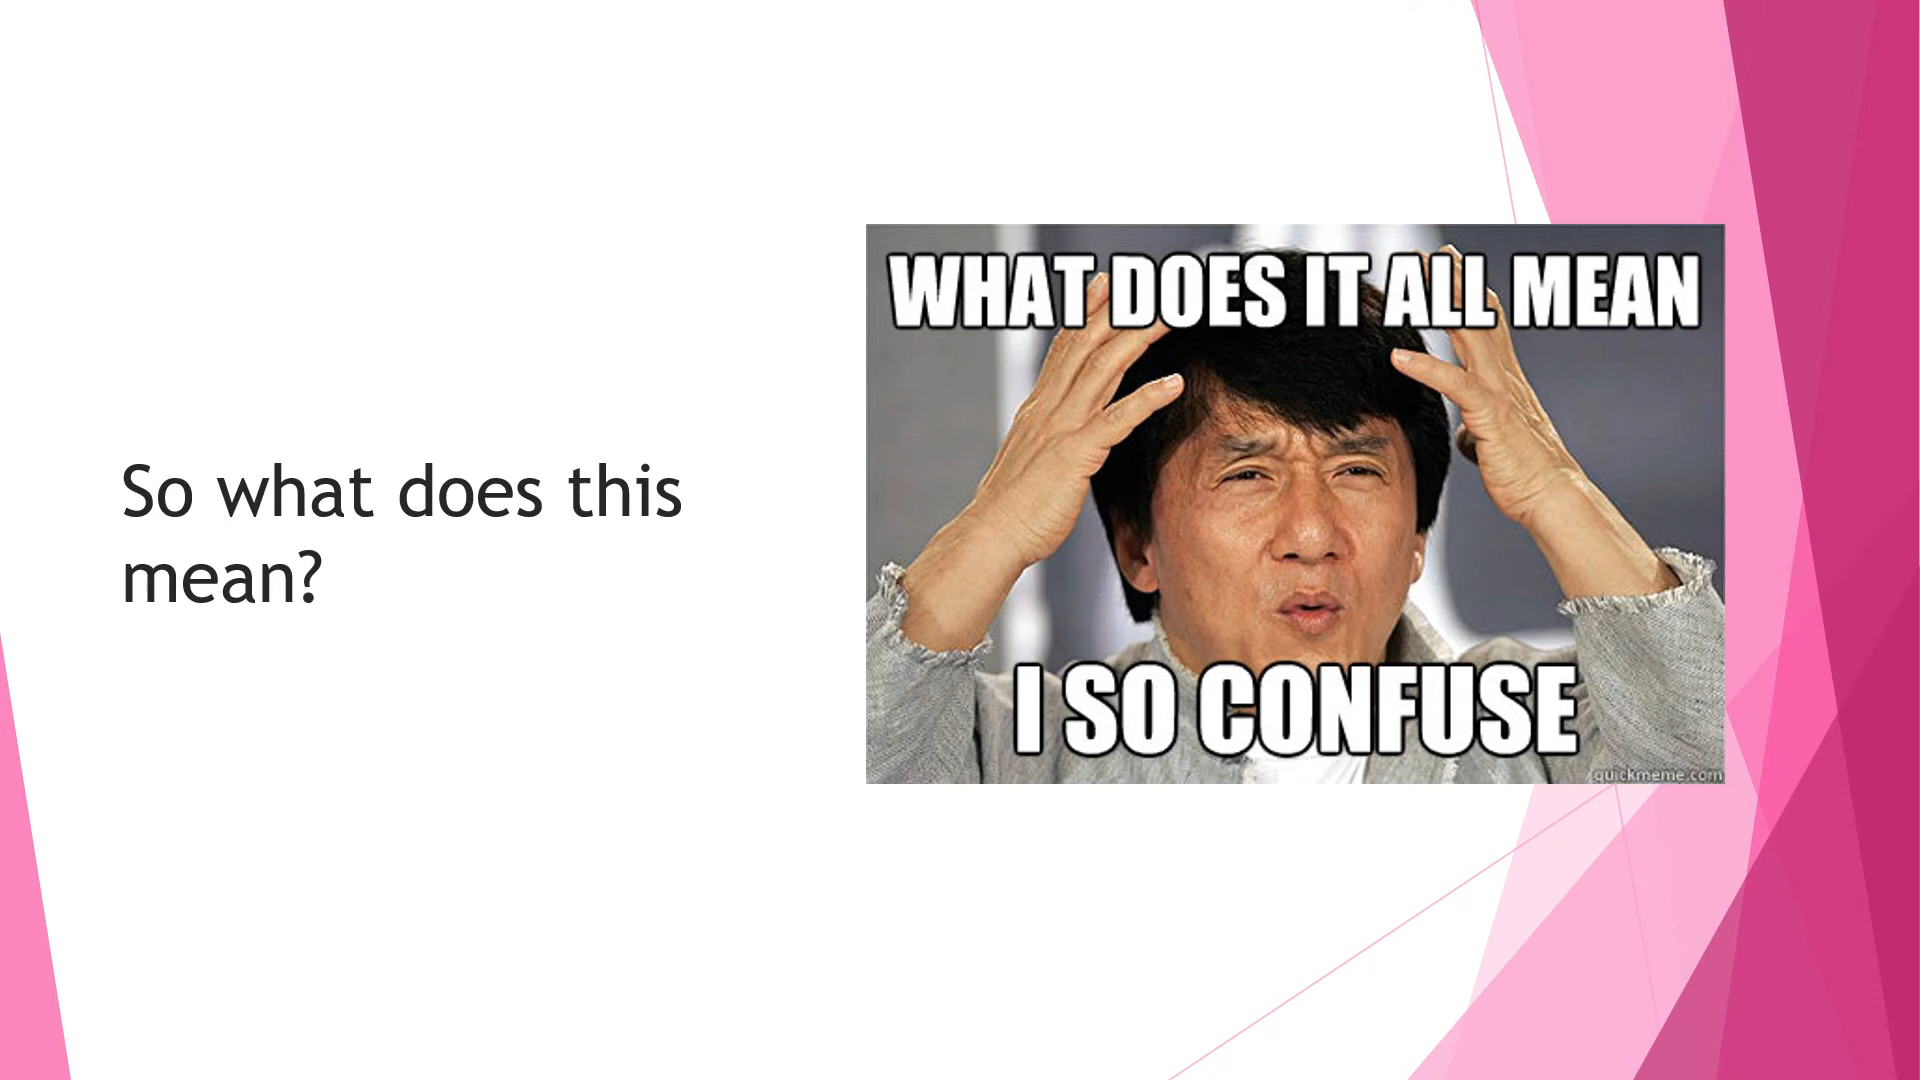 So what does this
mean?
WHAT DOES IT ALL MEAN
I SO CONFUSE
quickmeme.com